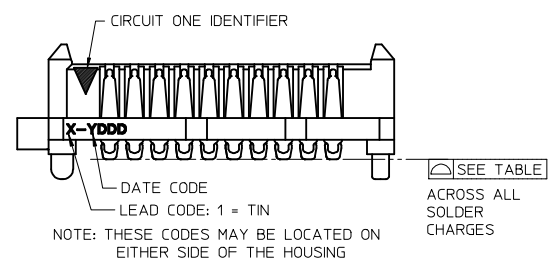 CIRCUIT ONE IDENTIFIER
X-YDDD
DATE CODE
LEAD CODE: 1 = TIN
NOTE: THESE CODES MAY BE LOCATED ON
EITHER SIDE OF THE HOUSING
SEE TABLE
ACROSS ALL
SOLDER
CHARGES